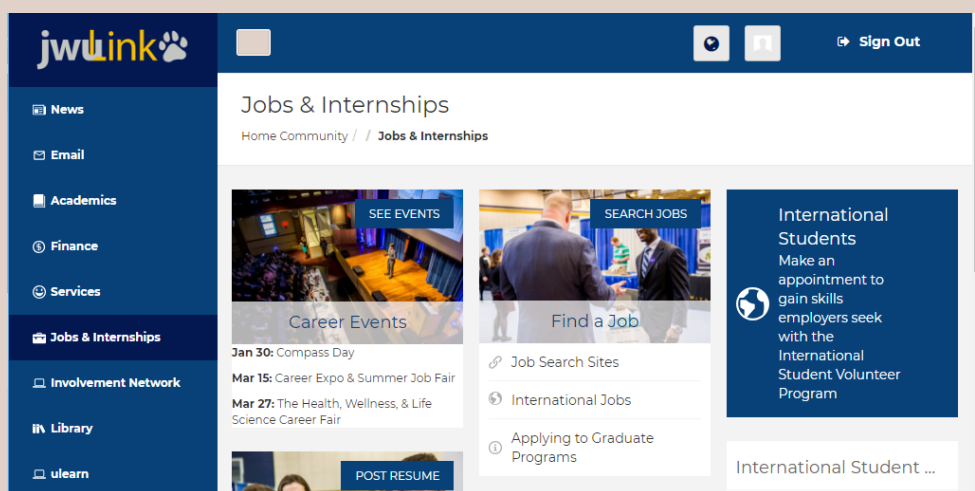 jwuLink
Sign Out
News
Email
Academics
Finance
Services
Jobs & Internships
Involvement Network
Library
ulearn
Jobs & Internships
Home Community / / Jobs & Internships
SEE EVENTS
Career Events
Jan 30: Compass Day
Mar 15: Career Expo & Summer Job Fair
Mar 27: The Health, Wellness, & Life
Science Career Fair
POST RESUME
SEARCH JOBS
Find a Job
Job Search Sites
International Jobs
Applying to Graduate
Programs
International
Students
Make an
appointment to
gain skills
employers seek
with the
International
Student Volunteer
Program
International Student ...